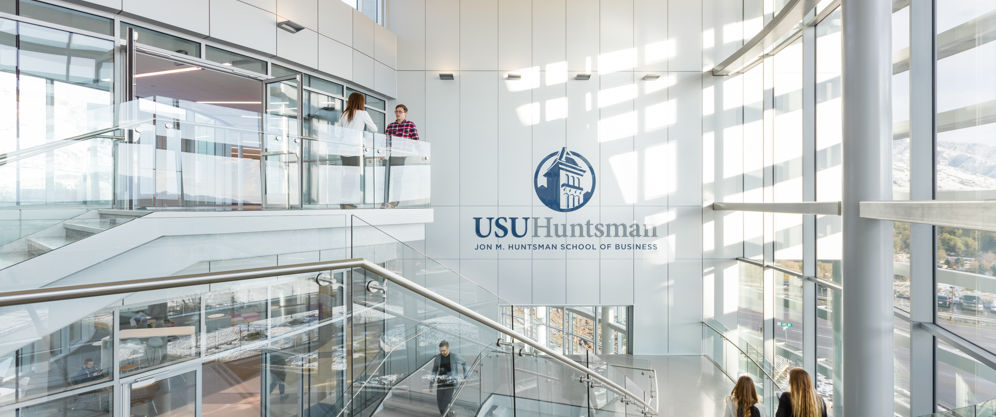 USUHuntsman
JON M. HUNTSMAN SCHOOL OF BUSINESS